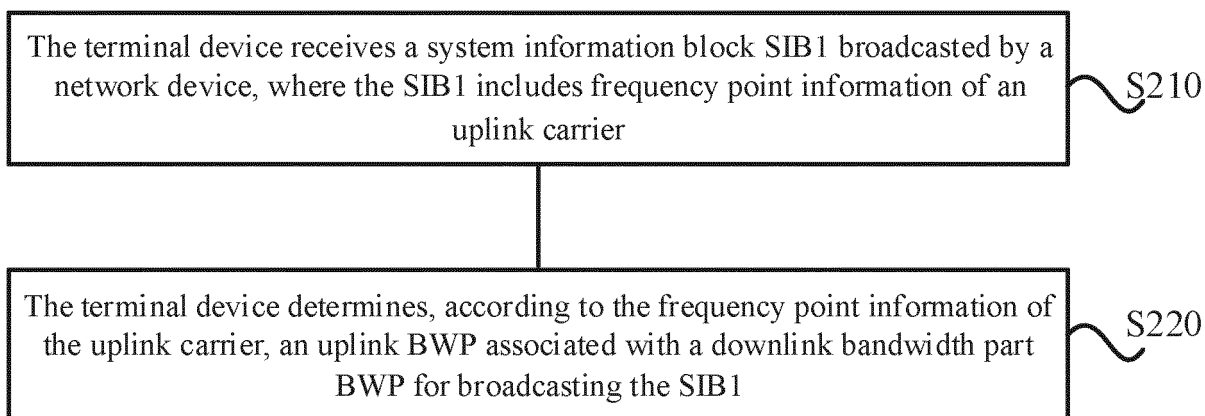 The terminal device receives a system information block SIB1 broadcasted by a
network device, where the SIB1 includes frequency point information of an
uplink carrier
S210
The terminal device determines, according to the frequency point information of
the uplink carrier, an uplink BWP associated with a downlink bandwidth part
BWP for broadcasting the SIB1
S220